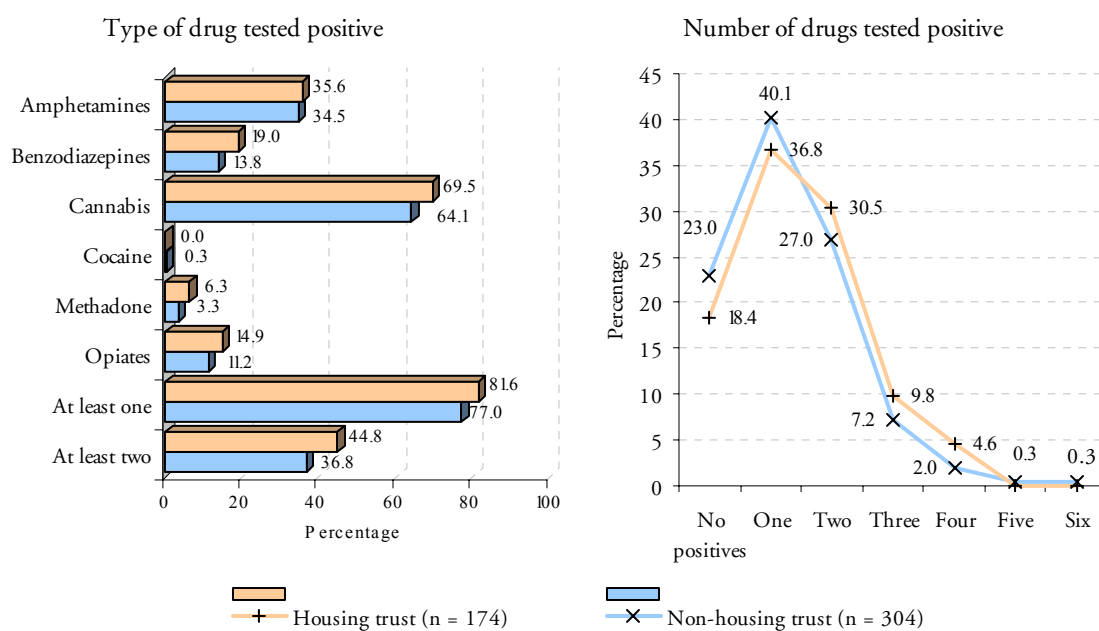 Type of drug tested positive
Amphetamines
35.6
34.5
Benzodiazepines
19.0
13.8
Cannabis
69.5
64.1
Cocaine
0.0
0.3
Methadone
6.3
3.3
Opiates
14.9
11.2
At least one
81.6
77.0
At least two
44.8
36.8
0 20 40 60 80 100
Percentage
Number of drugs tested positive
45
40
35
30
25
20
15
10
5
0
Percentage
40.1
36.8
23.0
18.4
30.5
27.0
9.8
7.2
4.6
2.0
0.3
0.3
No positives One Two Three Four Five Six
Housing trust (n = 174)
Non-housing trust (n = 304)